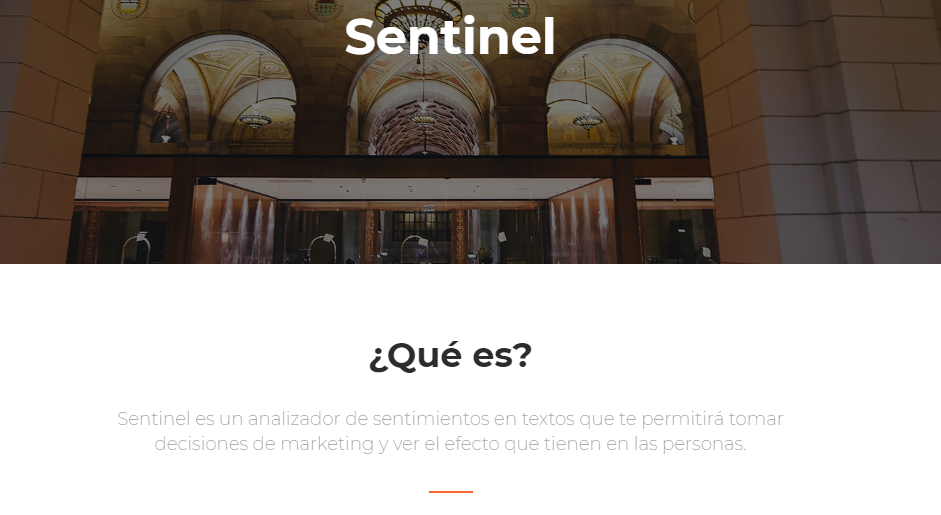 Sentinel
¿Qué es?
Sentinel es un analizador de sentimientos en textos que te permitirá tomar
decisiones de marketing y ver el efecto que tienen en las personas.